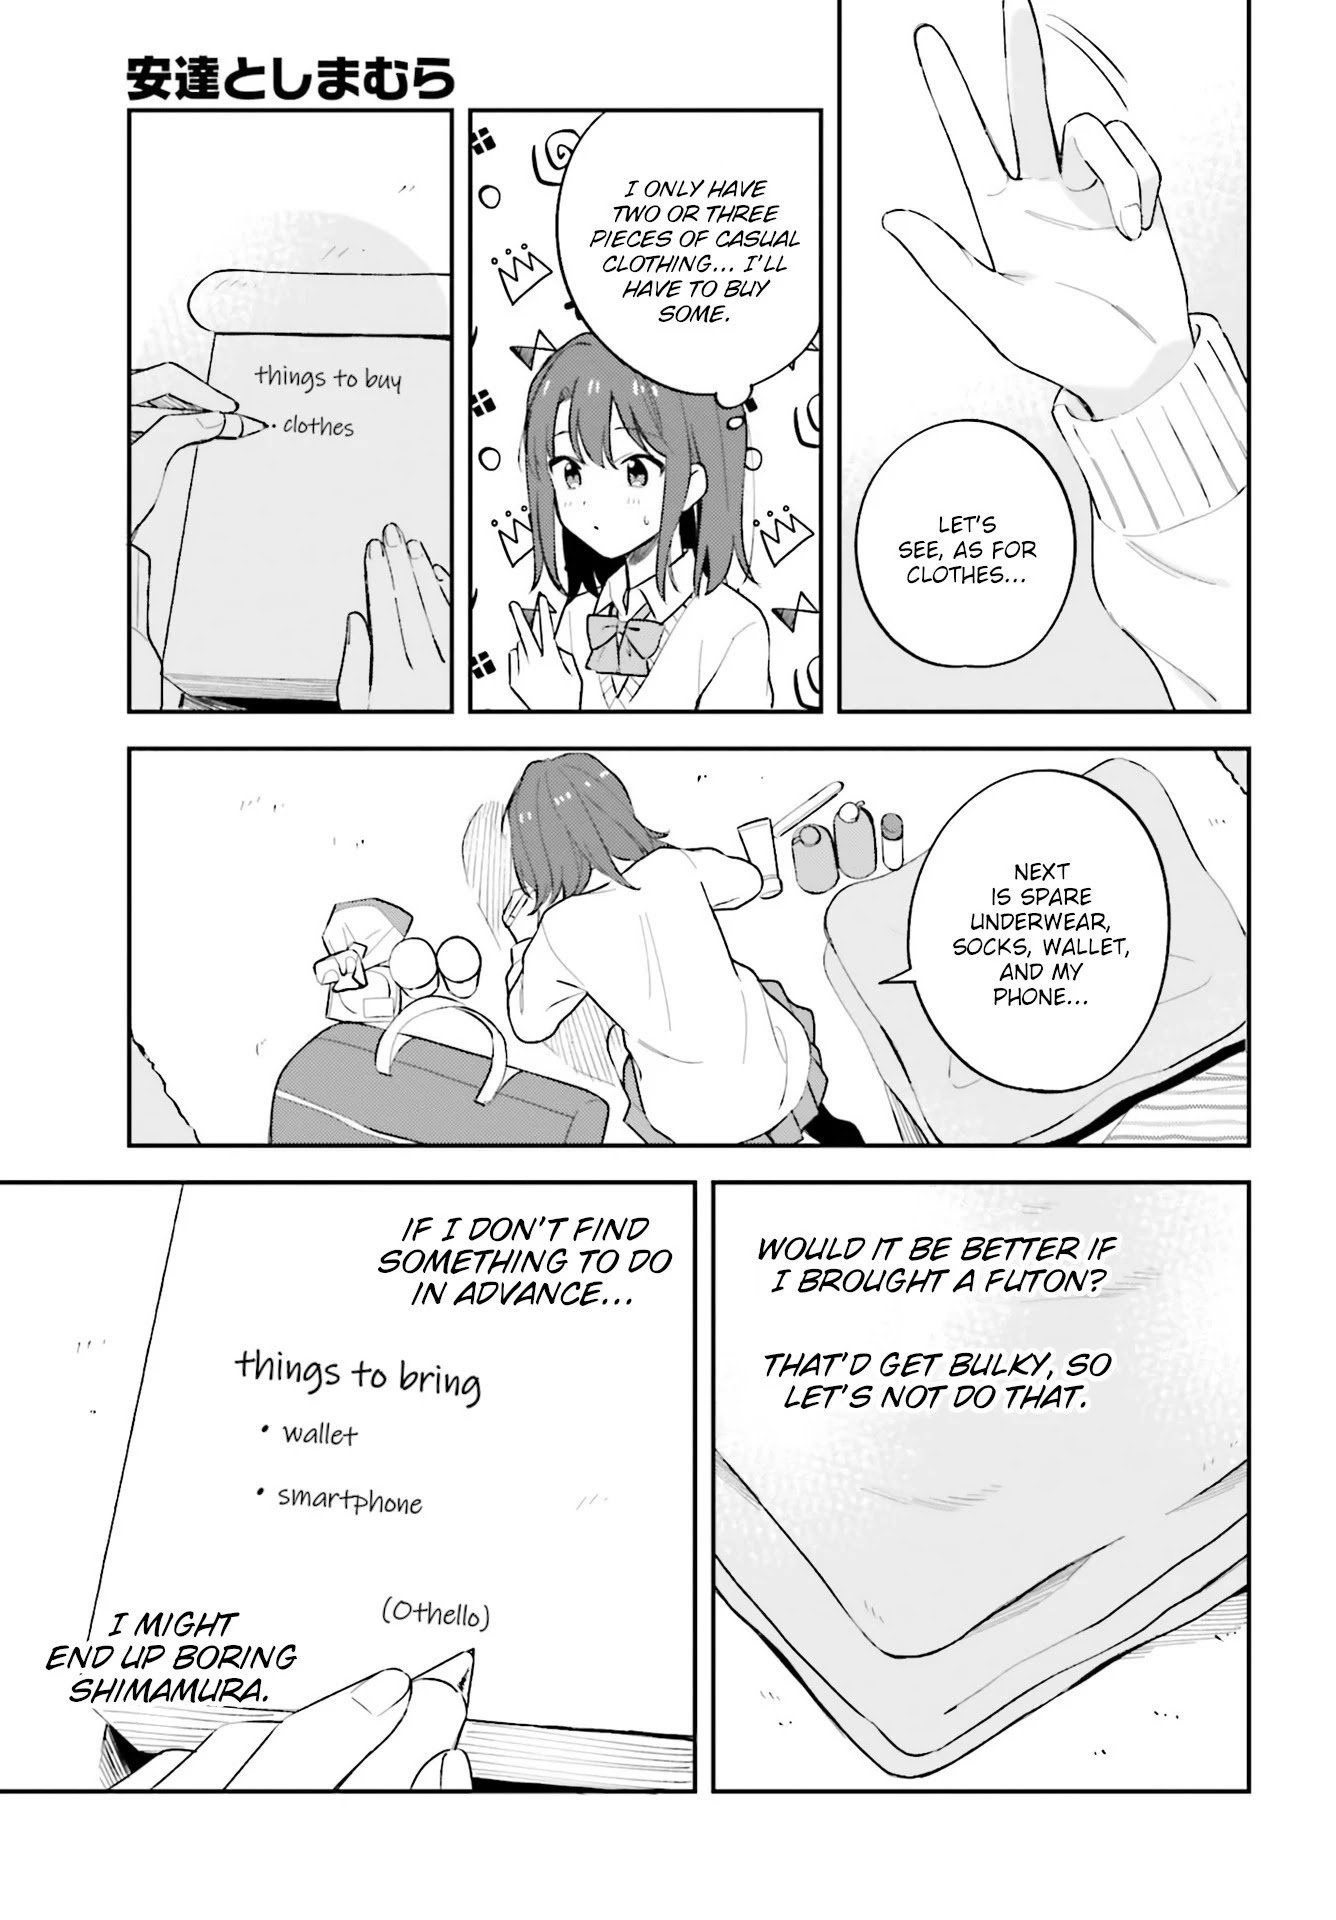 安達としまむら
LET'S
SEE, AS FOR
CLOTHES...
I ONLY HAVE
TWO OR THREE
PIECES OF CASUAL
CLOTHING... I'LL
HAVE TO BUY
SOME.
things to buy
• clothes
NEXT
IS SPARE
UNDERWEAR,
SOCKS, WALLET,
AND MY
PHONE...
WOULD IT BE BETTER IF
I BROUGHT A FUTON?
THAT'D GET BULKY, SO
LET'S NOT DO THAT.
IF I DON'T FIND
SOMETHING TO DO
IN ADVANCE...
things to bring
• wallet
• smartphone
(Othello)
I MIGHT
END UP BORING
SHIMAMURA.